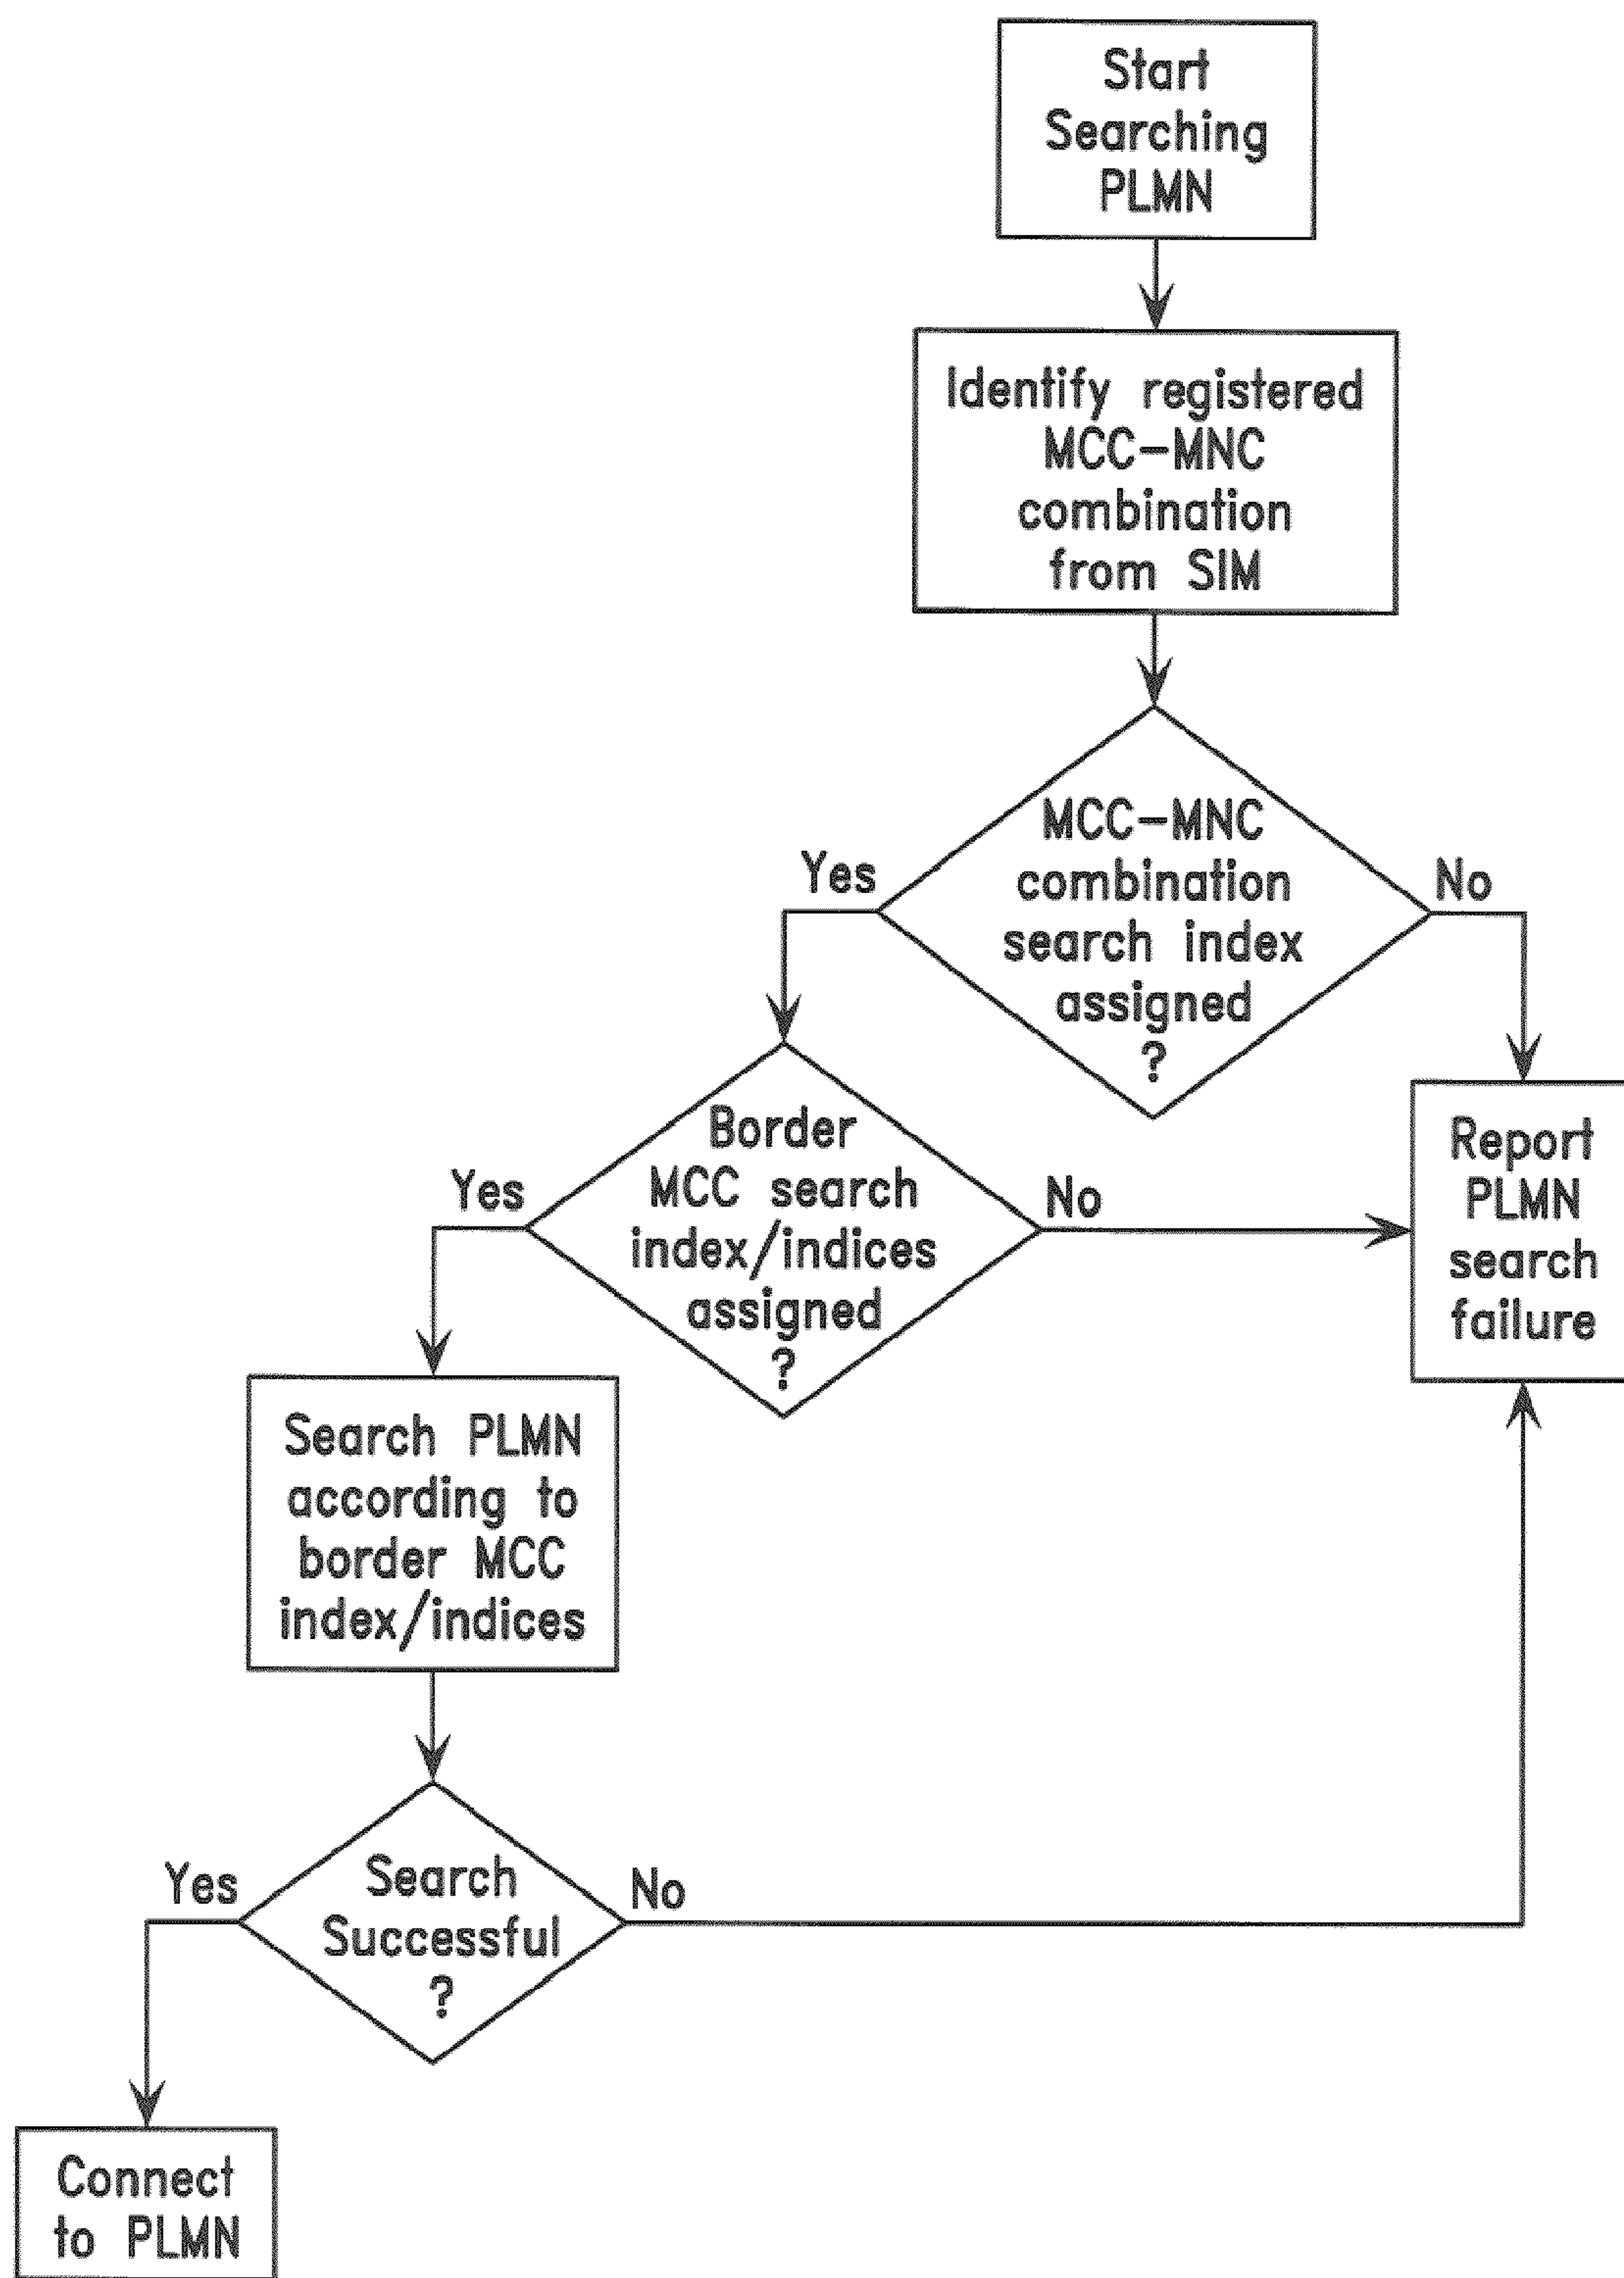 Start
Searching
PLMN
Identify registered
MCC-MNC
combination
from SIM
MCC-MNC
combination
search index
assigned
?
Yes
No
Border
MCC search
index/indices
assigned
?
Yes
No
Report
PLMN
search
failure
Search PLMN
according to
border MCC
index/indices
Search
Successful
?
Yes
No
Connect
to PLMN